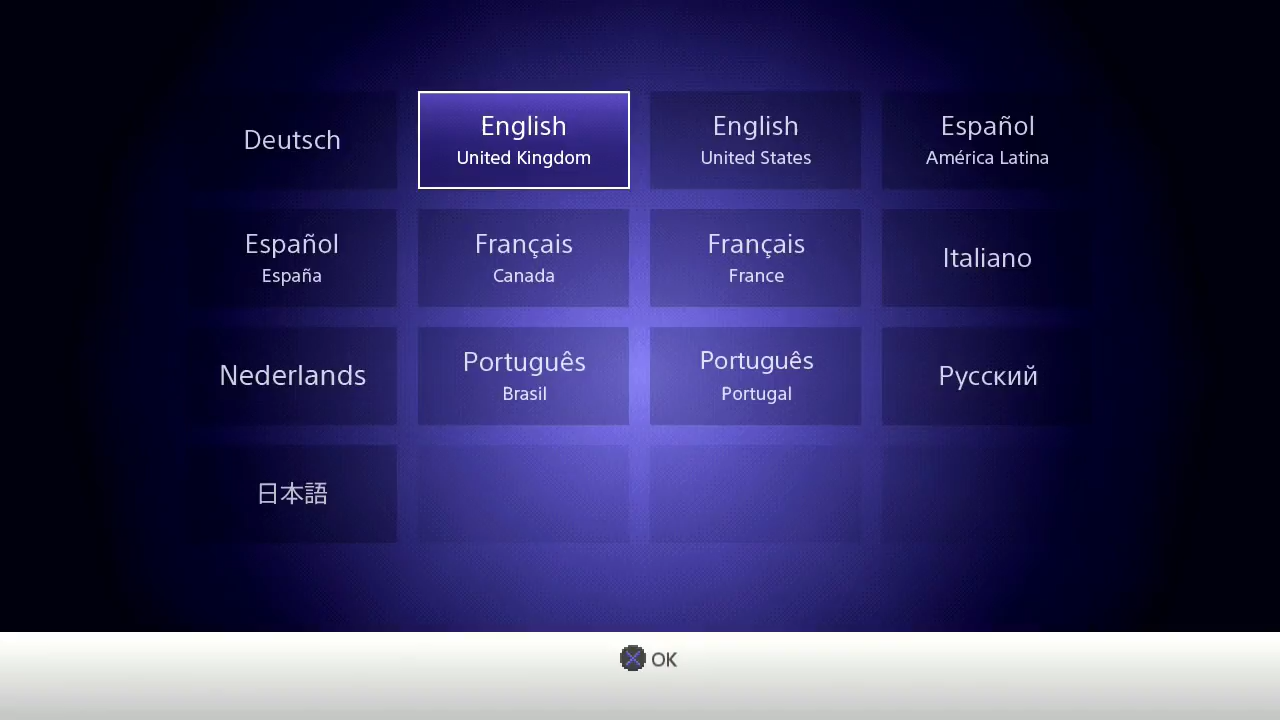 Deutsch
English
United Kingdom
English
United States
Español
América Latina
Español
España
Français
Canada
Français
France
Italiano
Nederlands
Português
Brasil
Português
Portugal
Русский
日本語
OK